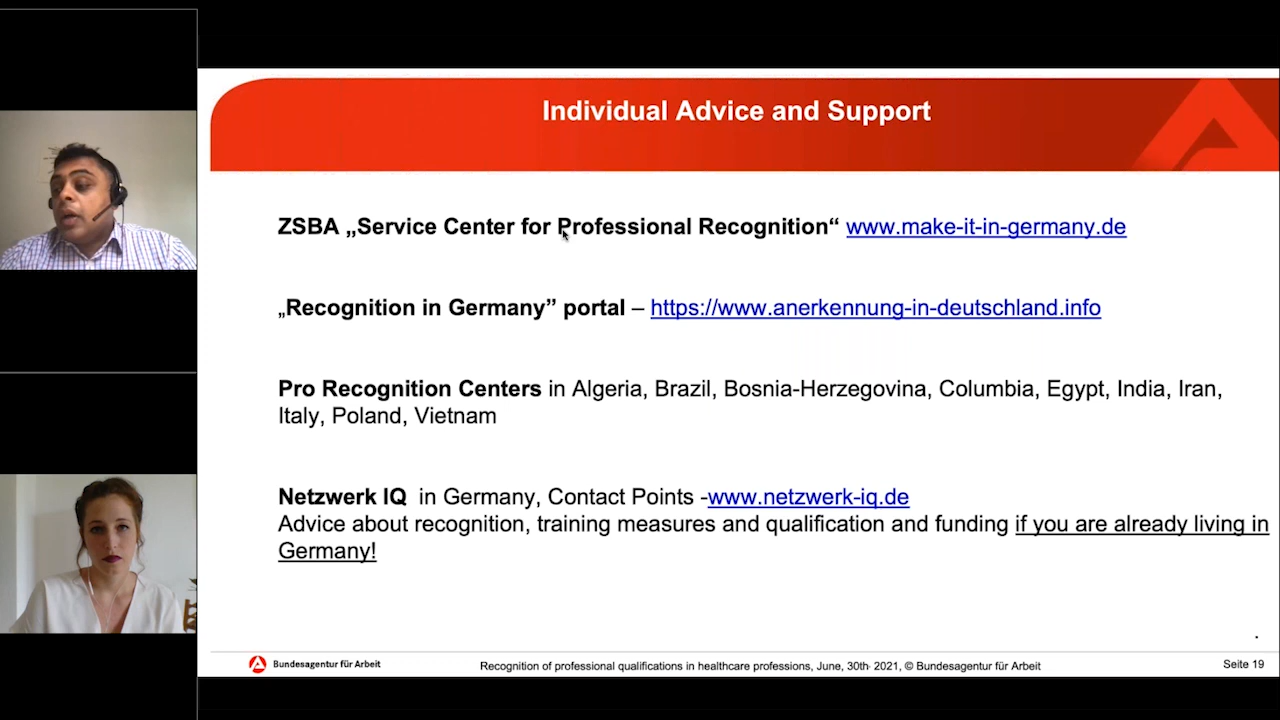 Individual Advice and Support
ZSBA „Service Center for Professional Recognition“ www.make-it-in-germany.de
„Recognition in Germany” portal – https://www.anerkennung-in-deutschland.info
Pro Recognition Centers in Algeria, Brazil, Bosnia-Herzegovina, Columbia, Egypt, India, Iran,
Italy, Poland, Vietnam
Netzwerk IQ in Germany, Contact Points -www.netzwerk-iq.de
Advice about recognition, training measures and qualification and funding if you are already living in
Germany!
.
Bundesagentur für Arbeit
Recognition of professional qualifications in healthcare professions, June, 30th· 2021, © Bundesagentur für Arbeit
Seite 19